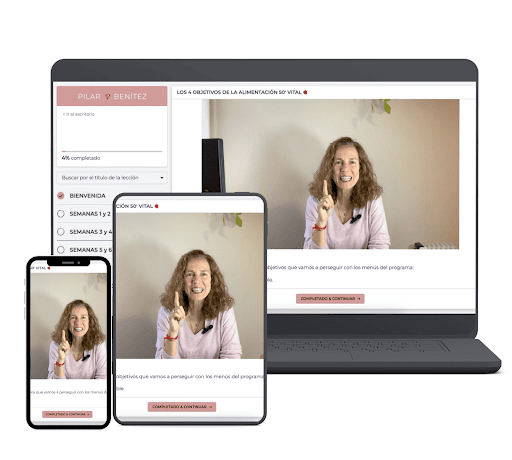 PILAR BENÍTEZ
LOS 4 OBJETIVOS DE LA ALIMENTACIÓN 50' VITAL
< Ir al escritorio
4% completado
Buscar por el título de la lección
BIENVENIDA
SEMANAS 1 y 2
SEMANAS 3 y 4
SEMANAS 5 y 6
objetivos que vamos a perseguir con los menús del programa:
ble.
COMPLETADO & CONTINUAR →
CIÓN 50' VITAL
objetivos que vamos a perseguir con los menús del programa:
ible.
COMPLETADO & CONTINUAR →
50' VITAL
que vamos a perseguir con los menús de
COMPLETADO & CONTINUAR →